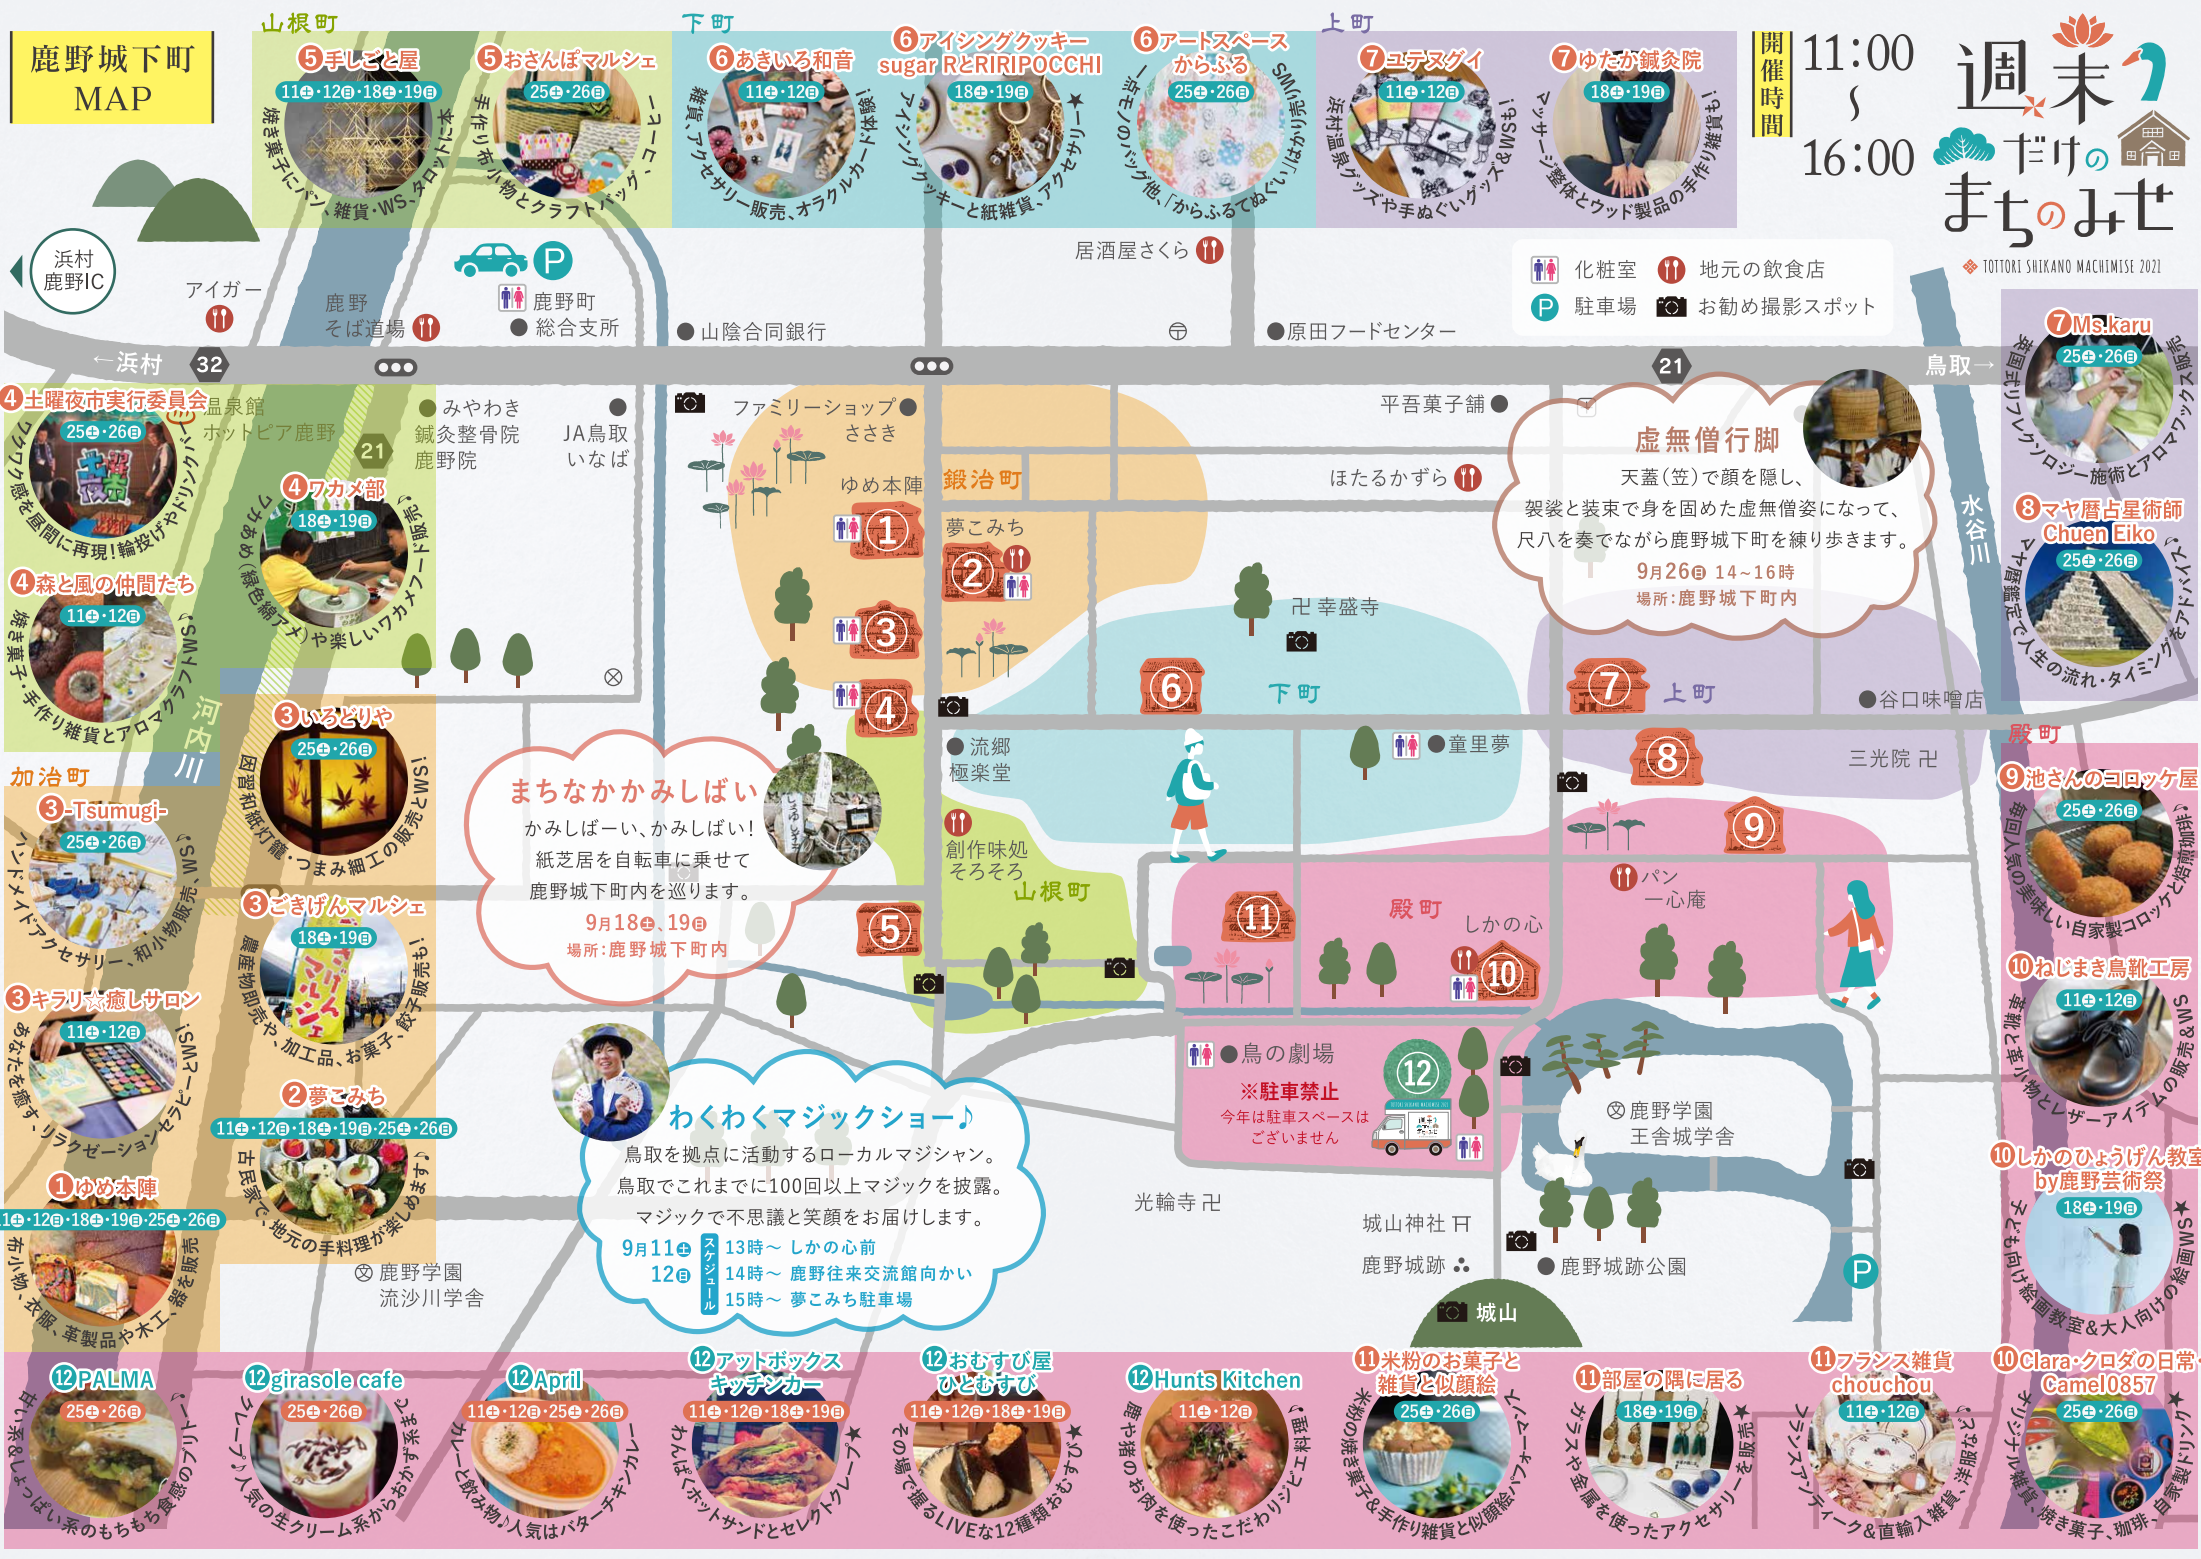 鹿野城下町
MAP
山根町
5手しごと屋
11土・12日・18土・19日
焼き菓子にパン、雑貨・WS、タロットに本
5おさんぽマルシェ
25土・26日
手作り布小物とクラフトバッグ、コーヒー
下町
6あきいろ和音
11土・12日
雑貨、アクセサリー販売、オラクルカード体験!
6アイシングクッキー
sugar RとRIRIPOCCHI
18土・19日
アイシングクッキーと紙雑貨、アクセサリー★
6アートスペース
からふる
25土・26日
一点モノのバッグ他、「からふるてぬぐい」はかり売りWS
上町
7ユテヌグイ
11土・12日
浜村温泉グッズや手ぬぐいグッズ&WSも!
7ゆたか鍼灸院
18土・19日
マッサージ整体とウッド製品の手作り雑貨も!
開催時間
11:00
〜
16:00
週末
だけの
まちのみせ
TOTTORI SHIKANO MACHIMISE 2021
浜村
鹿野IC
アイガー
鹿野
そば道場
P
鹿野町
総合支所
山陰合同銀行
居酒屋さくら
原田フードセンター
化粧室
地元の飲食店
P
駐車場
お勧め撮影スポット
←浜村
32
21
鳥取→
7Ms.karu
25土・26日
英国式リフレクソロジー施術とアロマワックス販売
8マヤ暦占星術師
Chuen Eiko
25土・26日
マヤ暦鑑定で人生の流れ・タイミングをアドバイス♪
4土曜夜市実行委員会
25土・26日
ワクワク感を昼間に再現!輪投げやドリンク!
温泉館
ホットピア鹿野
21
みやわき
鍼灸整骨院
鹿野院
JA鳥取
いなば
4ワカメ部
18土・19日
ワカあめ(緑色綿アメ)や楽しいワカメフード販売♪
4森と風の仲間たち
11土・12日
焼き菓子・手作り雑貨とアロマクラフトWS♪
河内川
ファミリーショップ
ささき
ゆめ本陣
鍛治町
夢こみち
1
2
3
4
平吾菓子舗
ほたるかずら
虚無僧行脚
天蓋(笠)で顔を隠し、
袈裟と装束で身を固めた虚無僧姿になって、
尺八を奏でながら鹿野城下町を練り歩きます。
9月26日 14~16時
場所:鹿野城下町内
水谷川
幸盛寺
6
下町
7
上町
8
谷口味噌店
三光院
流郷
極楽堂
童里夢
加治町
3-Tsumugi-
25土・26日
ハンドメイドアクセサリー、和小物販売、WS♪
3いろどりや
25土・26日
因習和紙灯籠・つまみ細工の販売とWS!
3ごきげんマルシェ
18土・19日
農産物即売や、加工品、お菓子、餃子販売も!
3キラリ☆癒しサロン
11土・12日
あなたを癒す、リラクゼーションセラピーとWS!
2夢こみち
11土・12日・18土・19日・25土・26日
古民家で、地元の手料理が楽しめます♪
1ゆめ本陣
11土・12日・18土・19日・25土・26日
布小物、衣服、革製品や木工、器を販売
まちなかかみしばい
かみしばーい、かみしばい!
紙芝居を自転車に乗せて
鹿野城下町内を巡ります。
9月18土、19日
場所:鹿野城下町内
創作味処
そろそろ
山根町
5
9
パン
一心庵
殿町
11
しかの心
10
殿町
9池さんのコロッケ屋
25土・26日
毎回人気の美味しい自家製コロッケと焙煎珈琲♪
10ねじまき鳥靴工房
11土・12日
革靴と革小物とレザーアイテムの販売&WS
10しかのひょうげん教室
by鹿野芸術祭
18土・19日
子ども向け絵画教室&大人向けの絵画WS★
わくわくマジックショー♪
鳥取を拠点に活動するローカルマジシャン。
鳥取でこれまでに100回以上マジックを披露。
マジックで不思議と笑顔をお届けします。
9月11土
12日
スケジュール
13時〜 しかの心前
14時〜 鹿野往来交流館向かい
15時〜 夢こみち駐車場
鳥の劇場
※駐車禁止
今年は駐車スペースは
ございません
12
鹿野学園
王舎城学舎
光輪寺
城山神社
鹿野城跡
城山
鹿野城跡公園
P
鹿野学園
流沙川学舎
12PALMA
25土・26日
甘い系&しょっぱい系のもちもち食感のプリトー♪
12girasole cafe
25土・26日
クレープ♪人気の生クリーム系からおかず系まで
12April
11土・12日・25土・26日
カレーと飲み物♪人気はバターチキンカレー
12アットボックス
キッチンカー
11土・12日・18土・19日
わんぱくホットサンドとセレクトクレープ★
12おむすび屋
ひとむすび
11土・12日・18土・19日
その場で握るLIVEな12種類おむすび★
12Hunts Kitchen
11土・12日
鹿や猪のお肉を使ったこだわりジビエ料理♪
11米粉のお菓子と
雑貨と似顔絵
25土・26日
米粉の焼き菓子&手作り雑貨と似顔絵パフォーマンス
11部屋の隅に居る
18土・19日
ガラスや金属を使ったアクセサリーを販売★
11フランス雑貨
chouchou
11土・12日
フランスアンティーク&直輸入雑貨、洋服など♪
10Clara・クロダの日常・
Camel0857
25土・26日
オリジナル雑貨、焼き菓子、珈琲、自家製ドリンク★